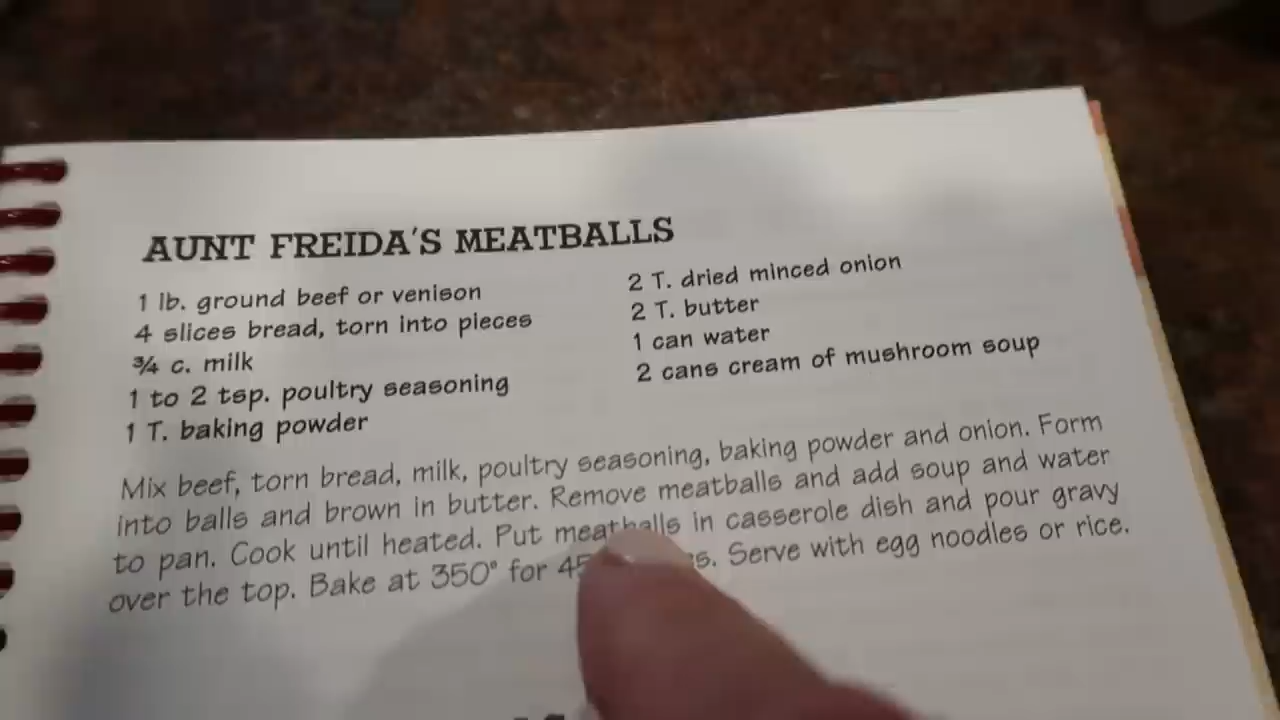 AUNT FREIDA'S MEATBALLS
1 lb. ground beef or venison
4 slices bread, torn into pieces
¾ c. milk
1 to 2 tsp. poultry seasoning
1 T. baking powder
2 T. dried minced onion
2 T. butter
1 can water
2 cans cream of mushroom soup
Mix beef, torn bread, milk, poultry seasoning, baking powder and onion. Form
into balls and brown in butter. Remove meatballs and add soup and water
to pan. Cook until heated. Put meatballs in casserole dish and pour gravy
over the top. Bake at 350° for 45 Serve with egg noodles or rice.